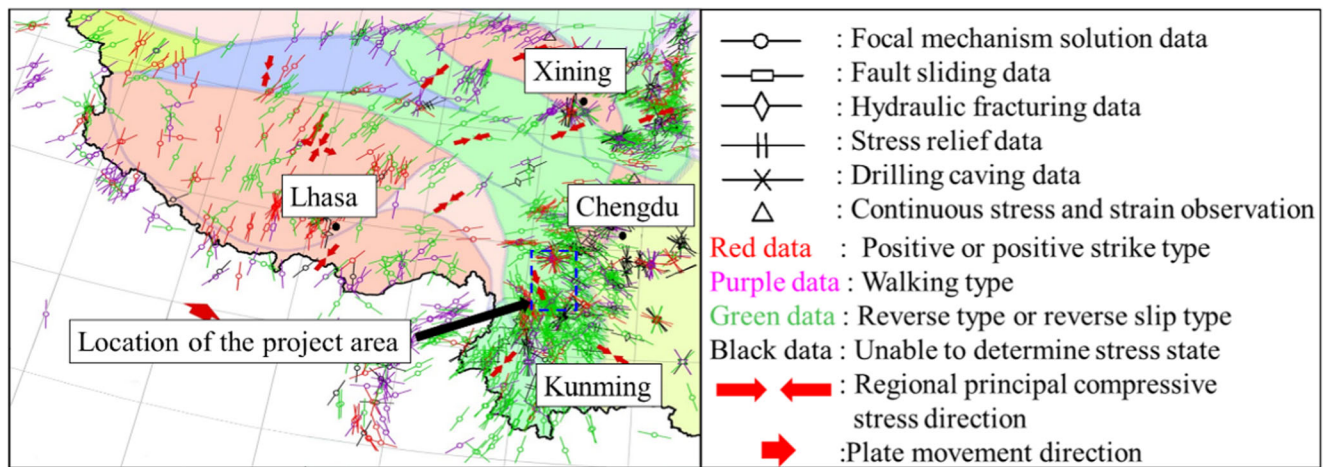 Xining
Lhasa
Chengdu
Location of the project area
Kunming
: Focal mechanism solution data
: Fault sliding data
: Hydraulic fracturing data
: Stress relief data
: Drilling caving data
: Continuous stress and strain observation
Red data : Positive or positive strike type
Purple data : Walking type
Green data : Reverse type or reverse slip type
Black data : Unable to determine stress state
: Regional principal compressive
stress direction
:Plate movement direction